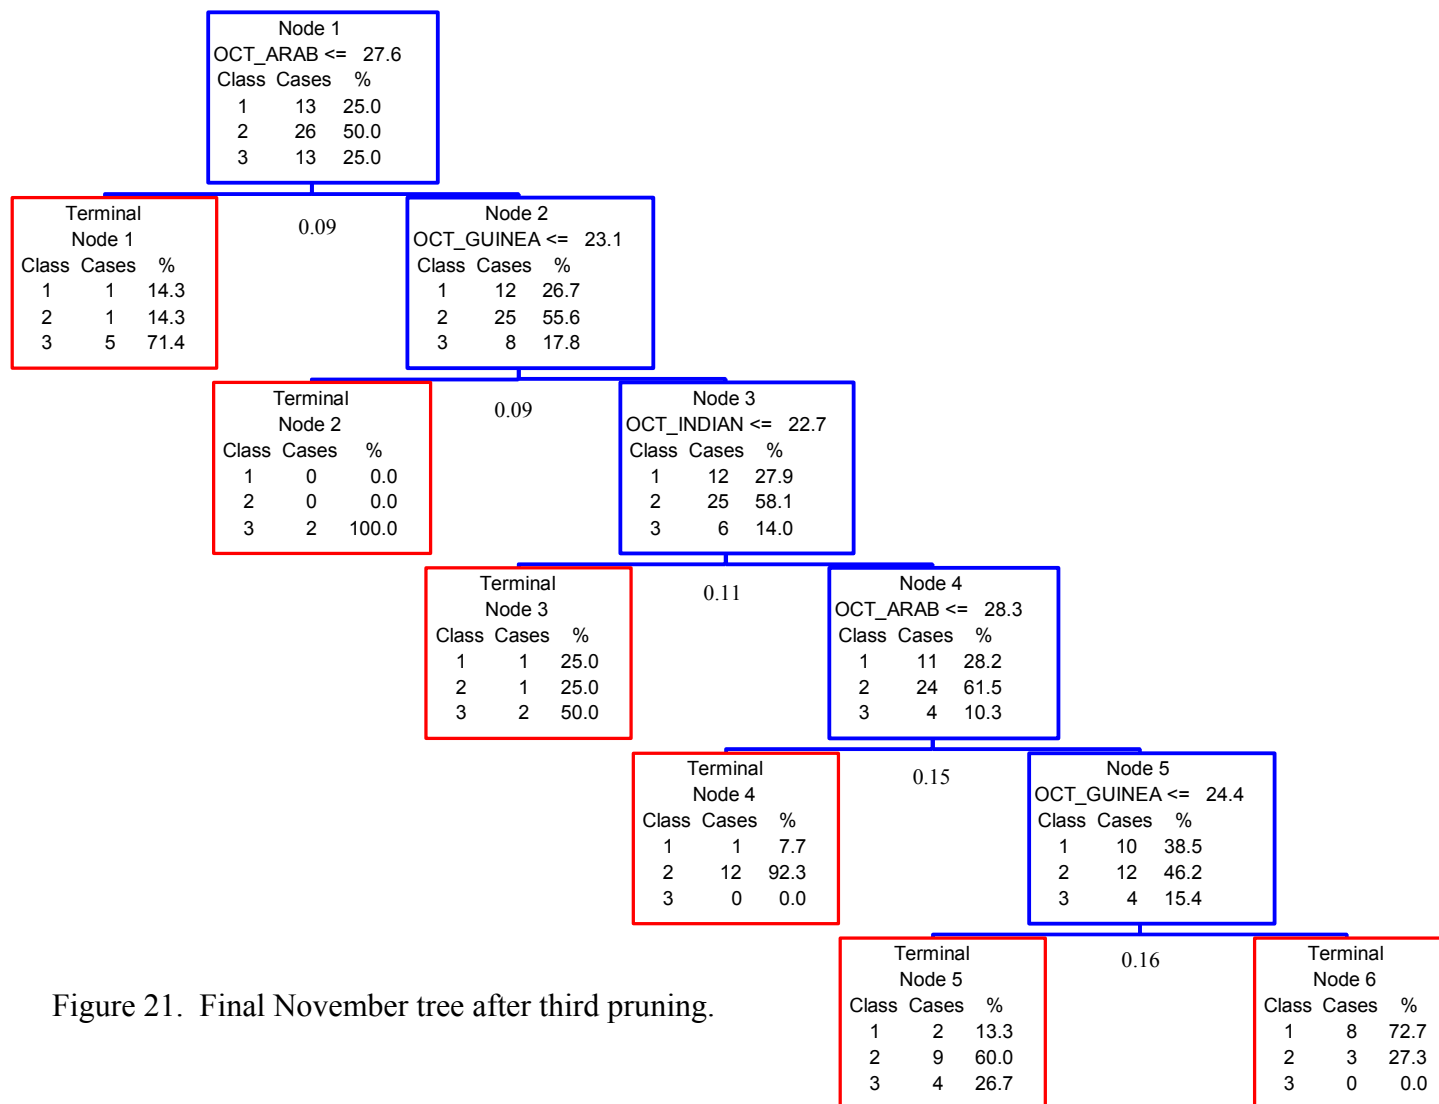 Node 1
OCT_ARAB <= 27.6
Class Cases %
1 13 25.0
2 26 50.0
3 13 25.0
0.09
Terminal
Node 1
Class Cases %
1 1 14.3
2 1 14.3
3 5 71.4
Node 2
OCT_GUINEA <= 23.1
Class Cases %
1 12 26.7
2 25 55.6
3 8 17.8
0.09
Terminal
Node 2
Class Cases %
1 0 0.0
2 0 0.0
3 2 100.0
Node 3
OCT_INDIAN <= 22.7
Class Cases %
1 12 27.9
2 25 58.1
3 6 14.0
0.11
Terminal
Node 3
Class Cases %
1 1 25.0
2 1 25.0
3 2 50.0
Node 4
OCT_ARAB <= 28.3
Class Cases %
1 11 28.2
2 24 61.5
3 4 10.3
0.15
Terminal
Node 4
Class Cases %
1 1 7.7
2 12 92.3
3 0 0.0
Node 5
OCT_GUINEA <= 24.4
Class Cases %
1 10 38.5
2 12 46.2
3 4 15.4
0.16
Terminal
Node 5
Class Cases %
1 2 13.3
2 9 60.0
3 4 26.7
Terminal
Node 6
Class Cases %
1 8 72.7
2 3 27.3
3 0 0.0
Figure 21. Final November tree after third pruning.